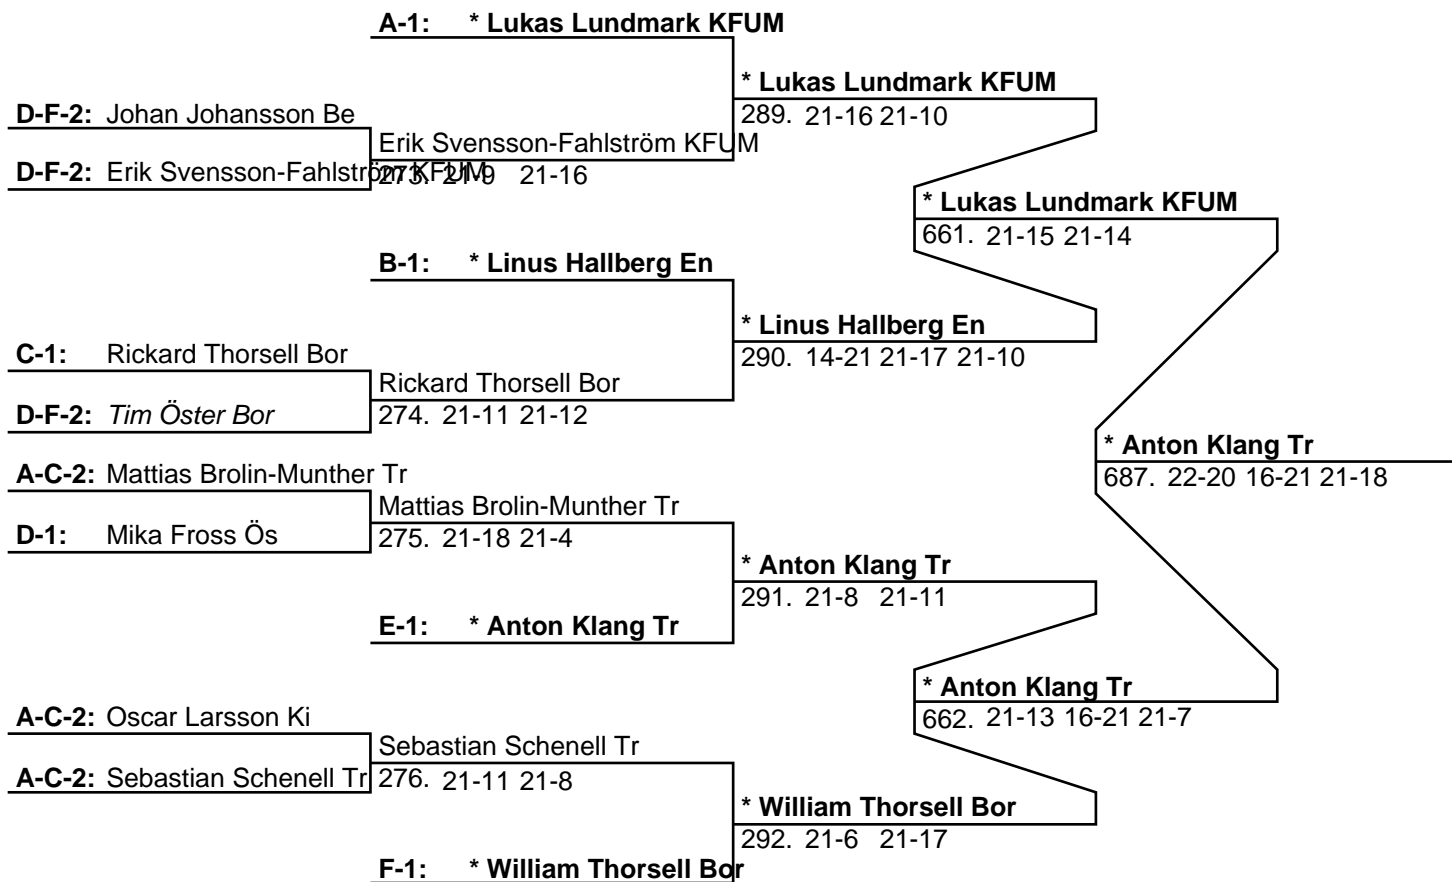 A-1: * Lukas Lundmark KFUM
* Lukas Lundmark KFUM
289. 21-16 21-10
D-F-2: Johan Johansson Be
Erik Svensson-Fahlström KFUM
D-F-2: Erik Svensson-Fahlström KFUM
273. 21-9 21-16
* Lukas Lundmark KFUM
661. 21-15 21-14
B-1: * Linus Hallberg En
* Linus Hallberg En
290. 14-21 21-17 21-10
C-1: Rickard Thorsell Bor
Rickard Thorsell Bor
D-F-2: Tim Öster Bor
274. 21-11 21-12
* Anton Klang Tr
687. 22-20 16-21 21-18
A-C-2: Mattias Brolin-Munther Tr
Mattias Brolin-Munther Tr
D-1: Mika Fross Ös
275. 21-18 21-4
* Anton Klang Tr
291. 21-8 21-11
E-1: * Anton Klang Tr
* Anton Klang Tr
662. 21-13 16-21 21-7
A-C-2: Oscar Larsson Ki
Sebastian Schenell Tr
A-C-2: Sebastian Schenell Tr
276. 21-11 21-8
* William Thorsell Bor
292. 21-6 21-17
F-1: * William Thorsell Bor